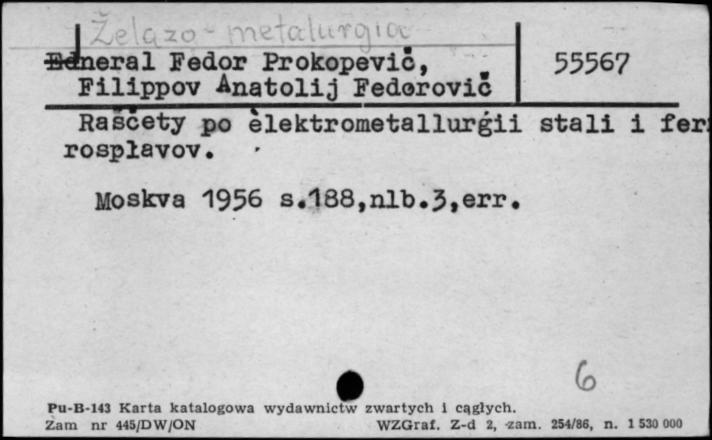 Żelazo - metalurgia
Edneral Fedor Prokopevič,
55567
Filippov Anatolij Fedorovič
Raščety po èlektrometallurgii stali i fer
rosplavov.
Moskva 1956 s.188,nlb.3,err.
6
Pu-B-143 Karta katalogowa wydawnictw zwartych i ciągłych.
Zam nr 445/DW/ON WZGraf. Z-d 2, zam. 254/86, n. 1 530 000